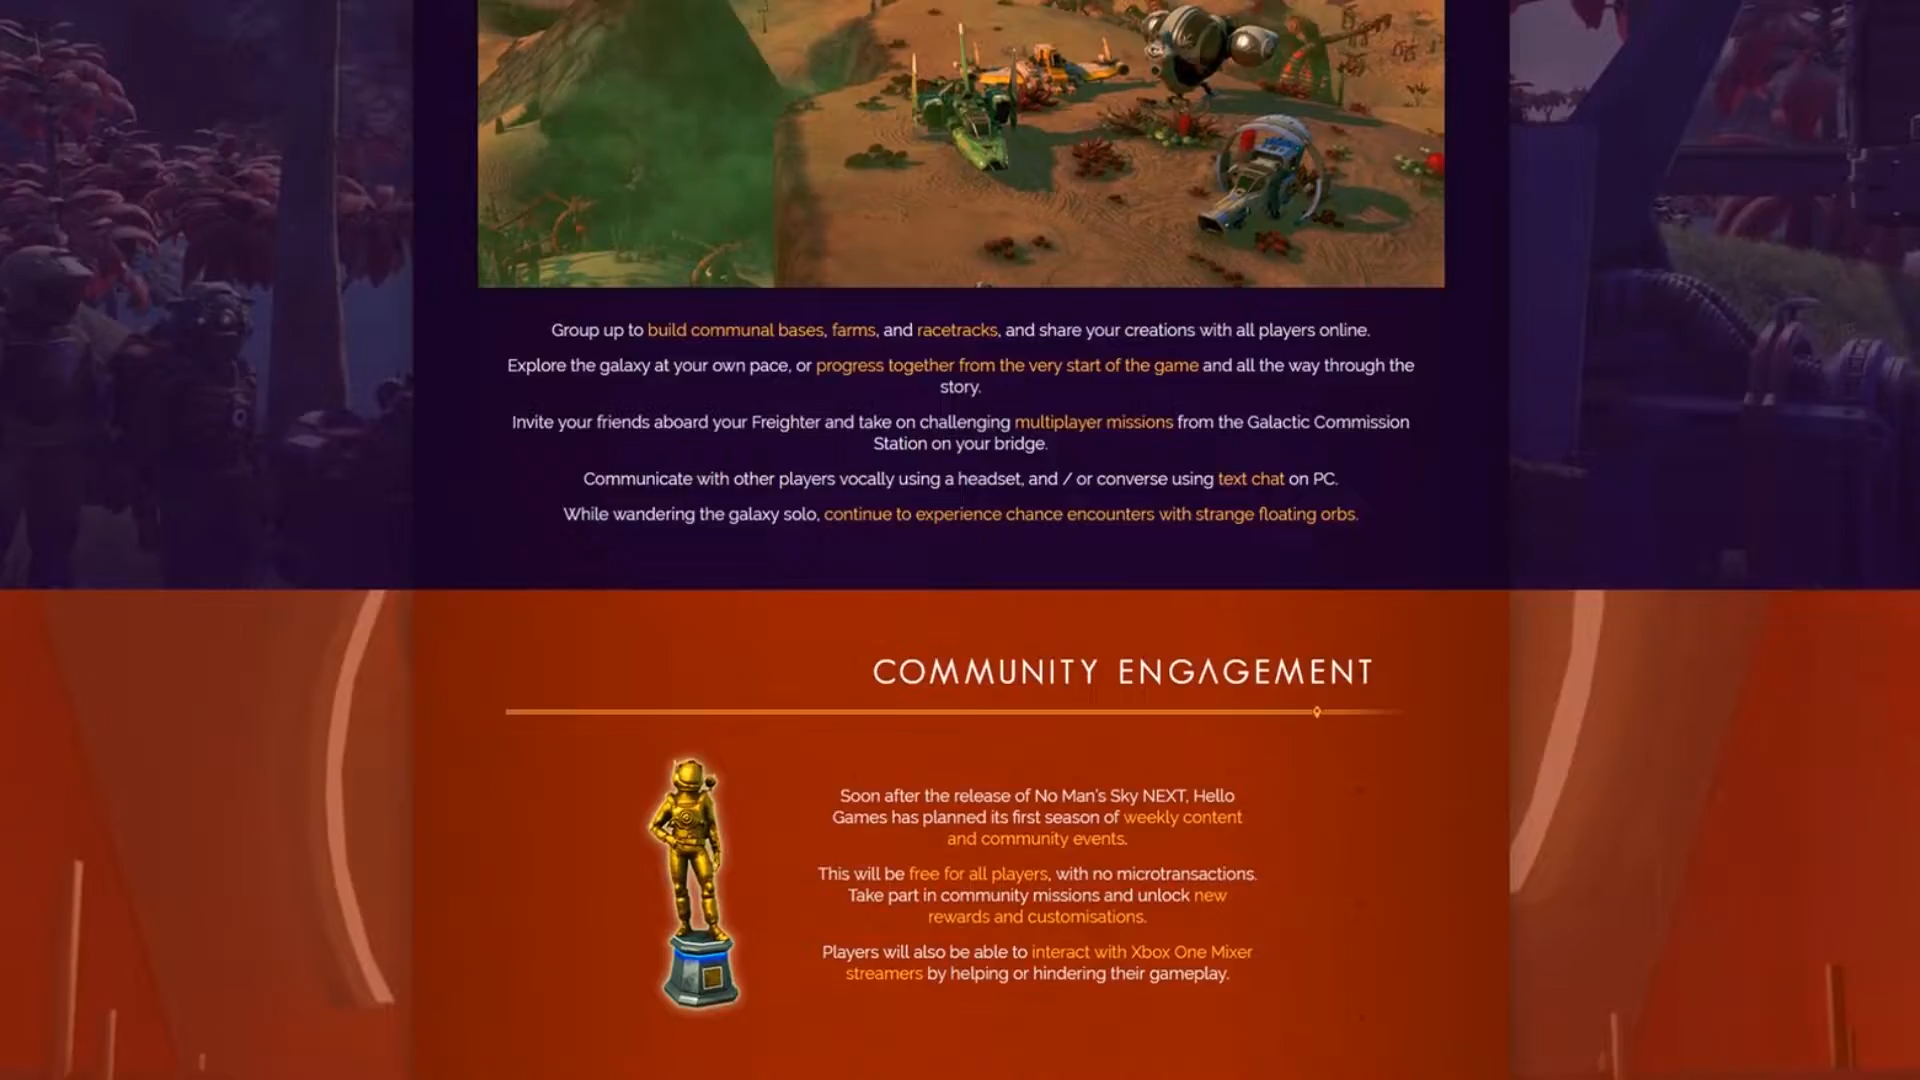 Group up to build communal bases, farms, and racetracks, and share your creations with all players online.
Explore the galaxy at your own pace, or progress together from the very start of the game and all the way through the
story.
Invite your friends aboard your Freighter and take on challenging multiplayer missions from the Galactic Commission
Station on your bridge.
Communicate with other players vocally using a headset, and / or converse using text chat on PC.
While wandering the galaxy solo, continue to experience chance encounters with strange floating orbs.
COMMUNITY ENGAGEMENT
Soon after the release of No Man's Sky NEXT, Hello
Games has planned its first season of weekly content
and community events.
This will be free for all players, with no microtransactions.
Take part in community missions and unlock new
rewards and customisations.
Players will also be able to interact with Xbox One Mixer
streamers by helping or hindering their gameplay.